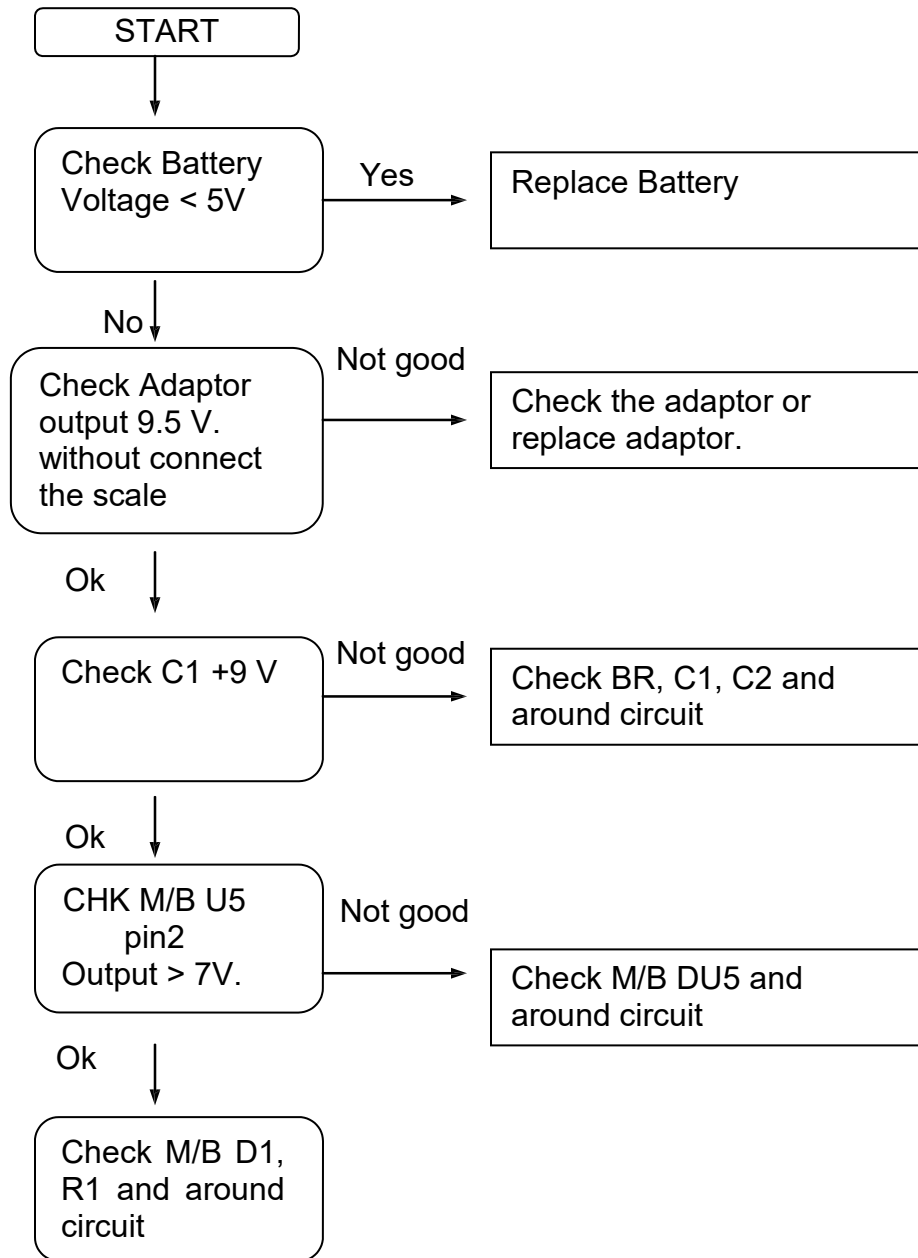 START
Check Battery
Voltage < 5V
Yes
Replace Battery
No
Check Adaptor
output 9.5 V.
without connect
the scale
Not good
Check the adaptor or
replace adaptor.
Ok
Check C1 +9 V
Not good
Check BR, C1, C2 and
around circuit
Ok
CHK M/B U5
pin2
Output > 7V.
Not good
Check M/B DU5 and
around circuit
Ok
Check M/B D1,
R1 and around
circuit